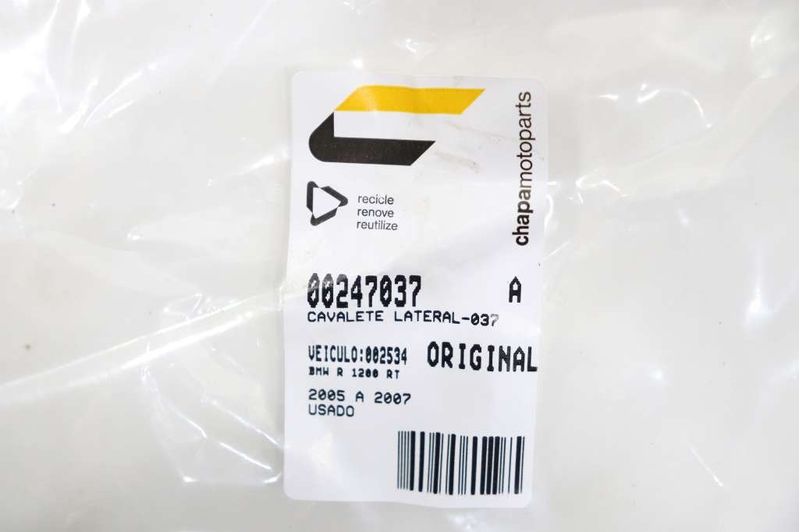 chapamotoparts
recicle
renove
reutilize
00247037 A
CAVALETE LATERAL-037
VEICULO:002534 ORIGINAL
BMW R 1200 RT
2005 A 2007
USADO